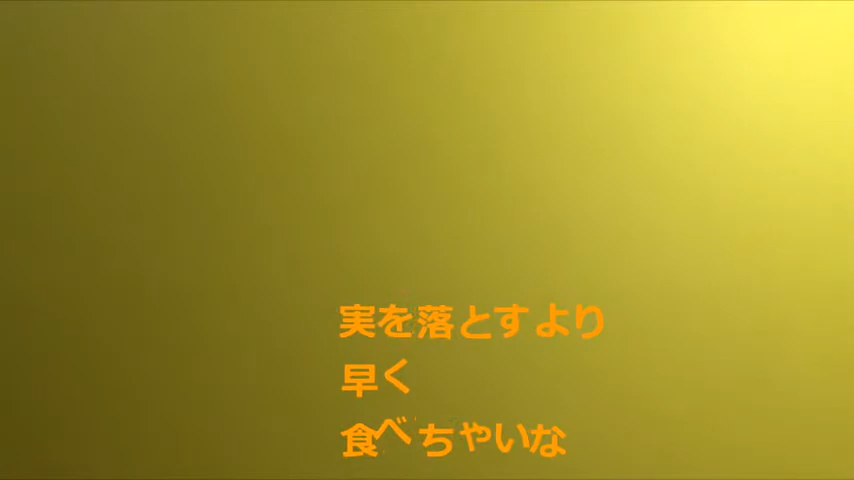 実を落とすより
早く
食べちゃいな